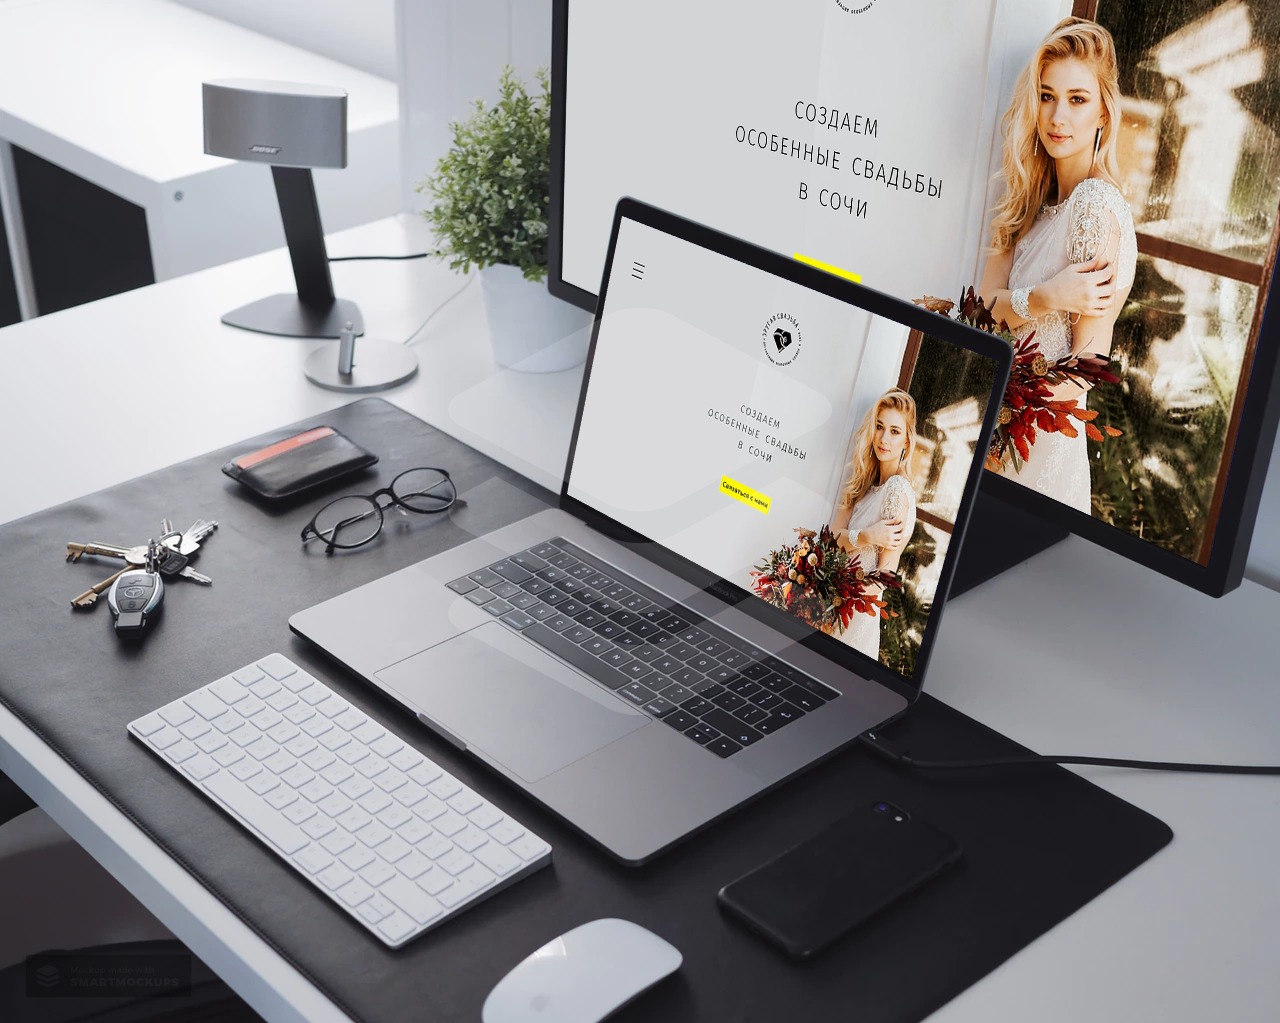 BOSE
СОЗДАЕМ
ОСОБЕННЫЕ СВАДЬБЫ
В СОЧИ
ДРУГАЯ СВАДЬБА
СОЗДАЕМ
ОСОБЕННЫЕ СВАДЬБЫ
В СОЧИ
Связаться с нами
SMARTMOCKUPS